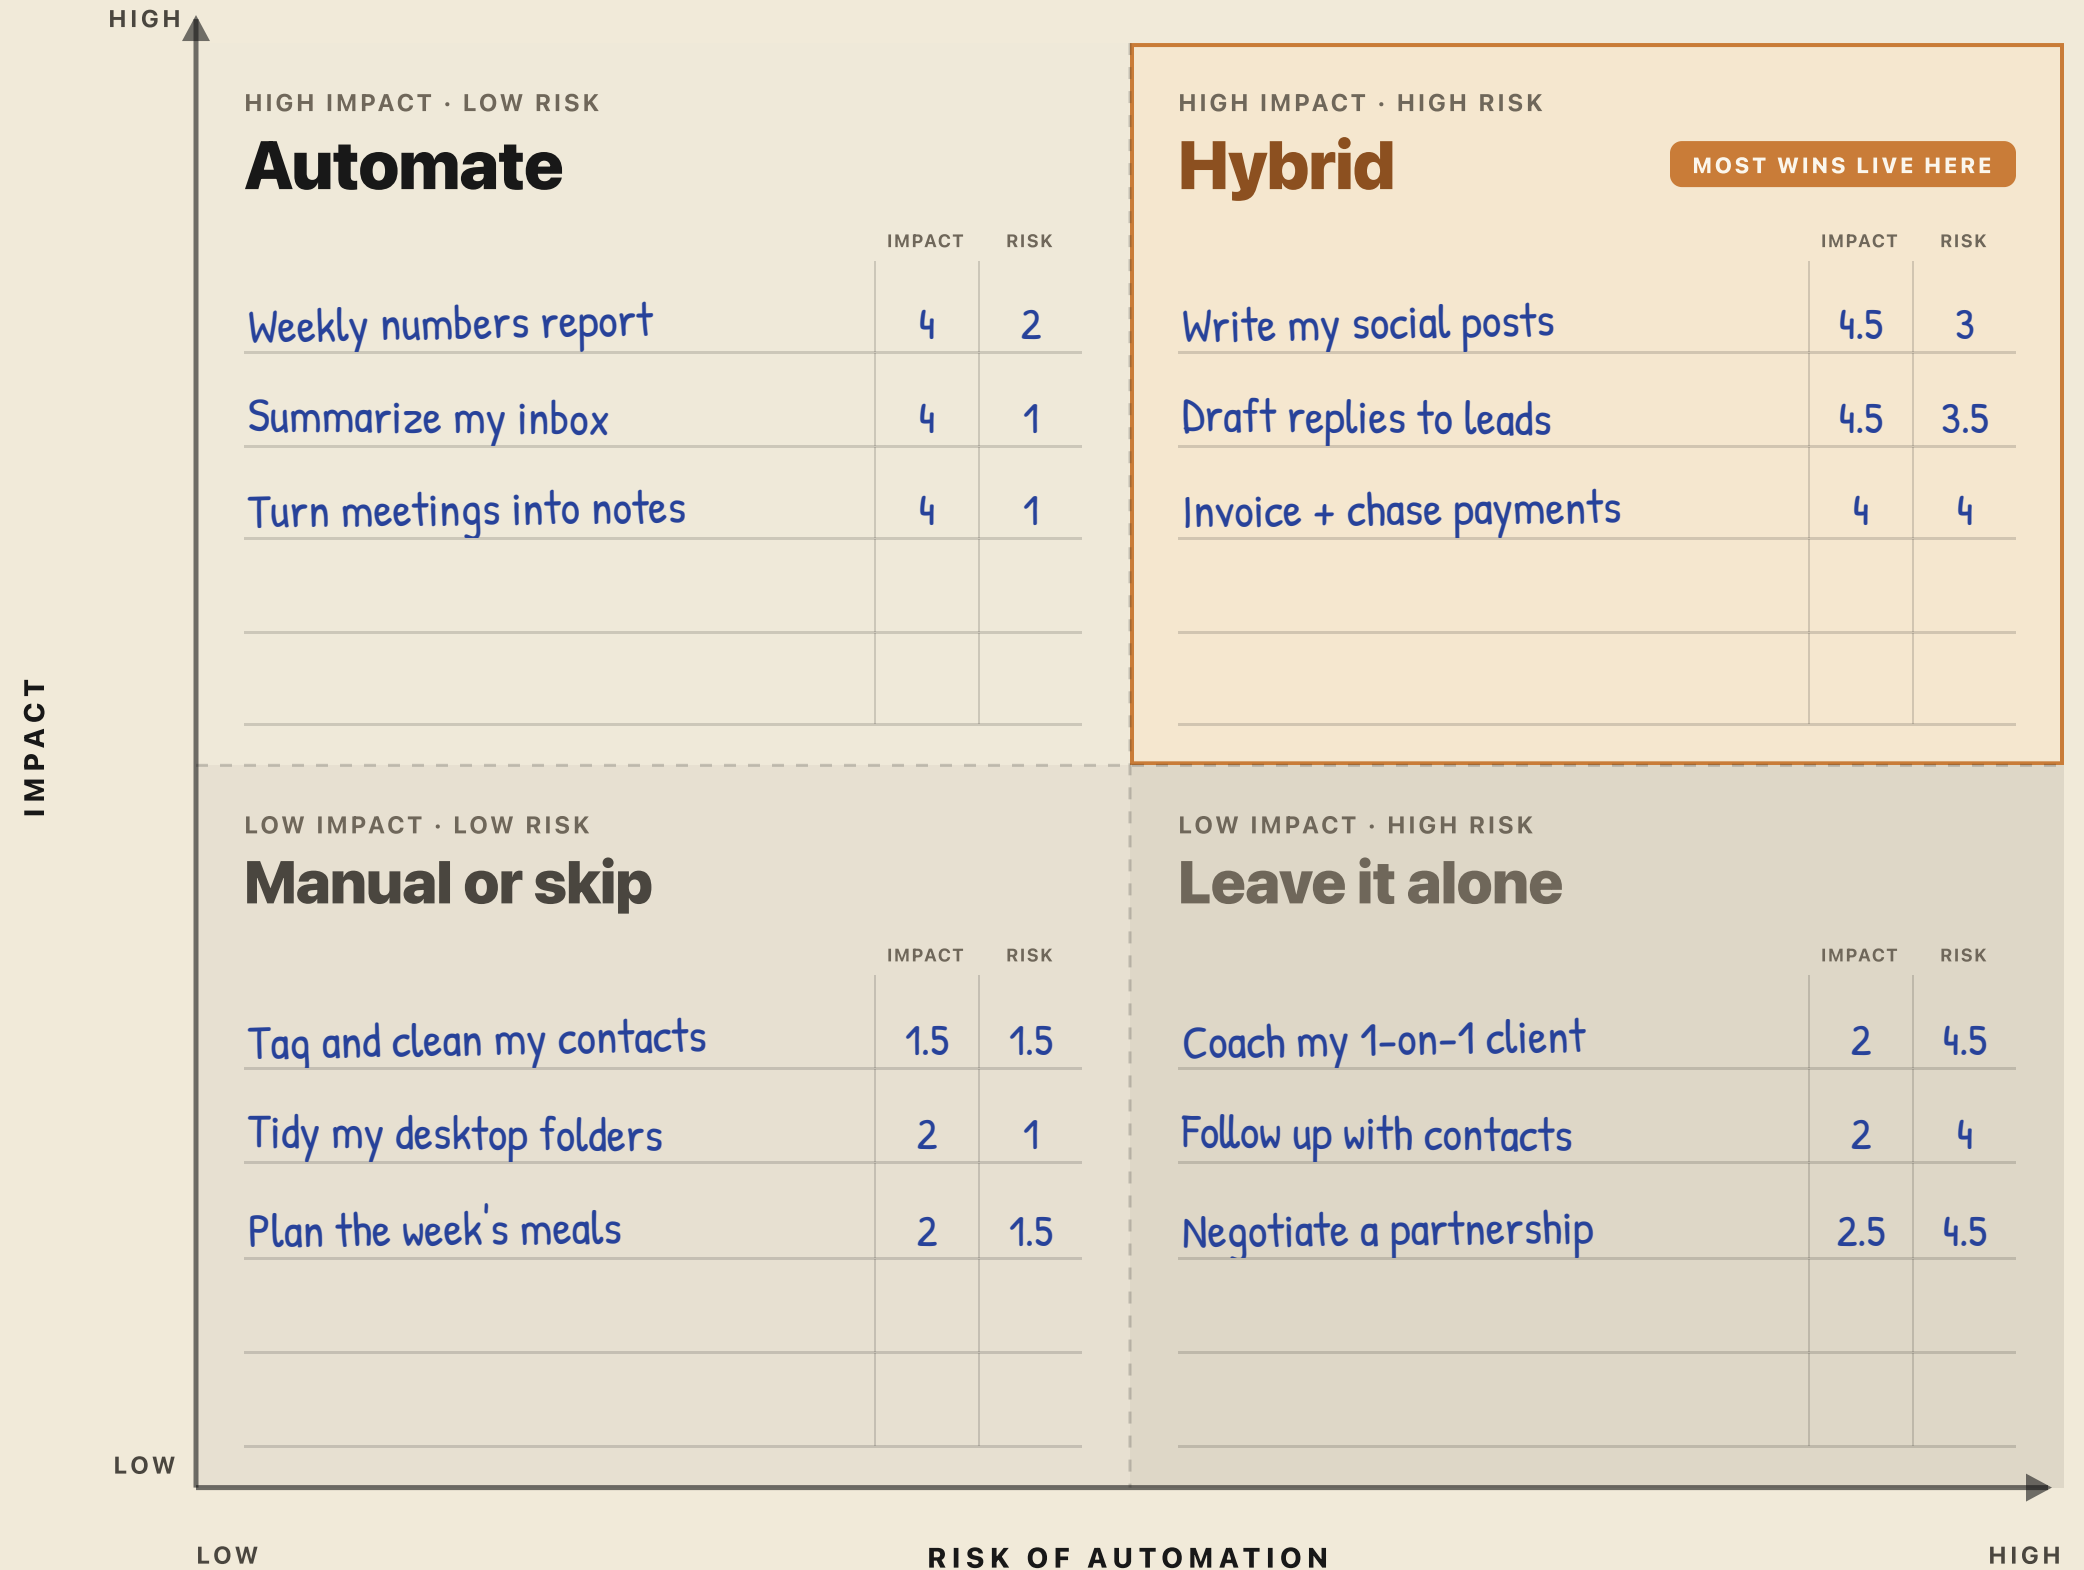 HIGH
HIGH IMPACT · LOW RISK
Automate
IMPACT RISK
Weekly numbers report 4 2
Summarize my inbox 4 1
Turn meetings into notes 4 1
HIGH IMPACT · HIGH RISK
Hybrid
MOST WINS LIVE HERE
IMPACT RISK
Write my social posts 4.5 3
Draft replies to leads 4.5 3.5
Invoice + chase payments 4 4
IMPACT
LOW IMPACT · LOW RISK
Manual or skip
IMPACT RISK
Tag and clean my contacts 1.5 1.5
Tidy my desktop folders 2 1
Plan the week's meals 2 1.5
LOW IMPACT · HIGH RISK
Leave it alone
IMPACT RISK
Coach my 1-on-1 client 2 4.5
Follow up with contacts 2 4
Negotiate a partnership 2.5 4.5
LOW
LOW
RISK OF AUTOMATION
HIGH